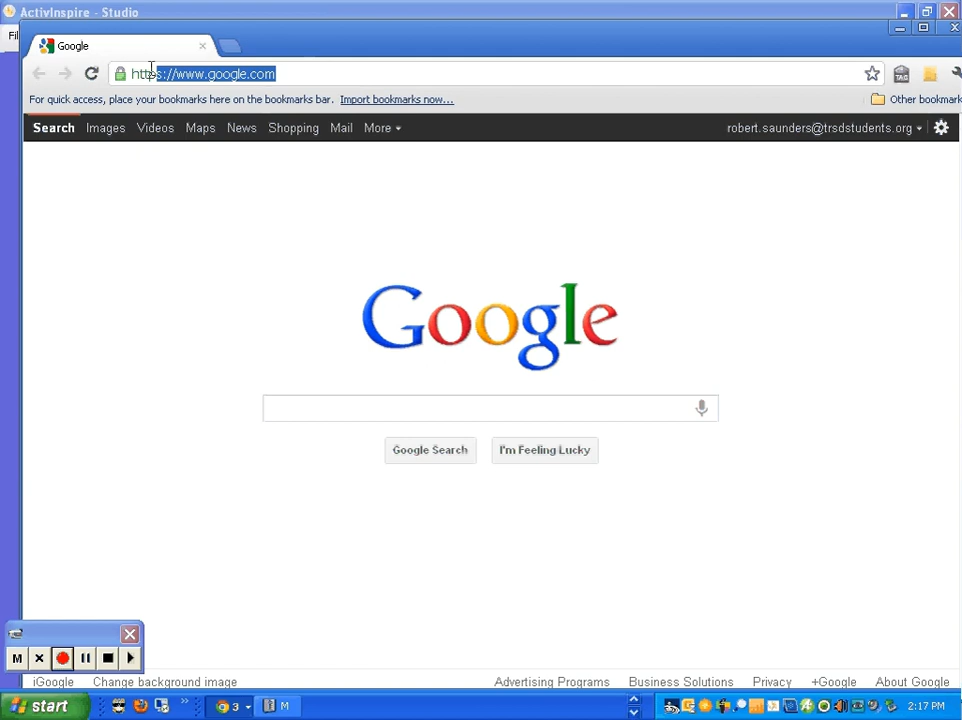 ActivInspire - Studio
Fil
Google
https://www.google.com
For quick access, place your bookmarks here on the bookmarks bar. Import bookmarks now...
Other bookmark
Search Images Videos Maps News Shopping Mail More
robert.saunders@trsdstudents.org
Google
Google Search I'm Feeling Lucky
M
iGoogle Change background image Advertising Programs Business Solutions Privacy +Google About Google
start 3 M 2:17 PM